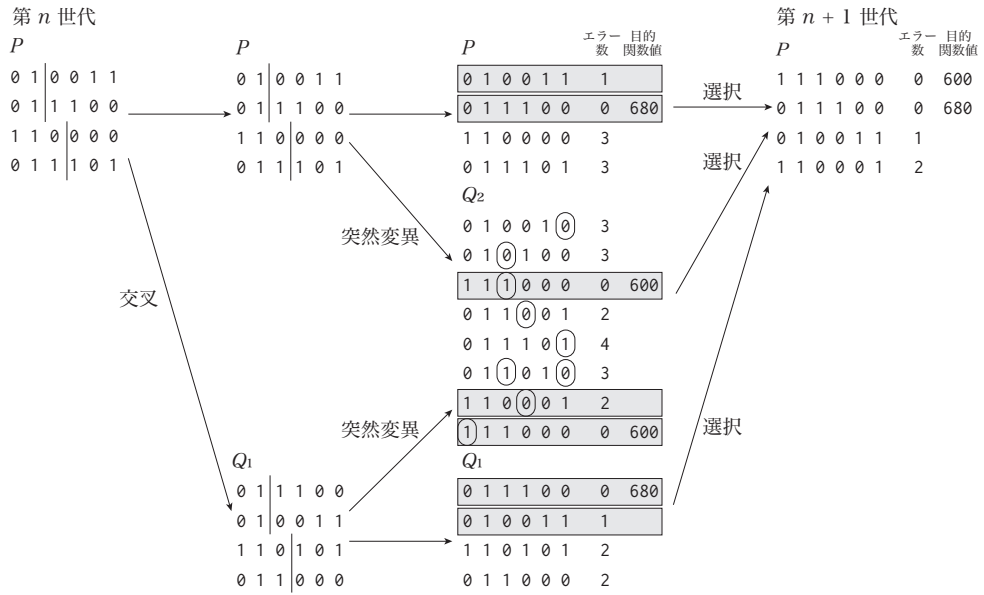 第 n 世代
P
0 1 0 0 1 1
0 1 1 1 0 0
1 1 0 0 0 0
0 1 1 1 0 1
P
0 1 0 0 1 1
0 1 1 1 0 0
1 1 0 0 0 0
0 1 1 1 0 1
交叉
突然変異
突然変異
Q1
0 1 1 1 0 0
0 1 0 0 1 1
1 1 0 1 0 1
0 1 1 0 0 0
P エラー数 目的関数値
0 1 0 0 1 1 1
0 1 1 1 0 0 0 680
1 1 0 0 0 0 3
0 1 1 1 0 1 3
Q2
0 1 0 0 1 0 3
0 1 0 1 0 0 3
1 1 1 0 0 0 0 600
0 1 1 0 0 1 2
0 1 1 1 0 1 4
0 1 1 0 1 0 3
1 1 0 0 0 1 2
1 1 1 0 0 0 0 600
Q1
0 1 1 1 0 0 0 680
0 1 0 0 1 1 1
1 1 0 1 0 1 2
0 1 1 0 0 0 2
選択
選択
選択
第 n + 1 世代
P エラー数 目的関数値
1 1 1 0 0 0 0 600
0 1 1 1 0 0 0 680
0 1 0 0 1 1 1
1 1 0 0 0 1 2